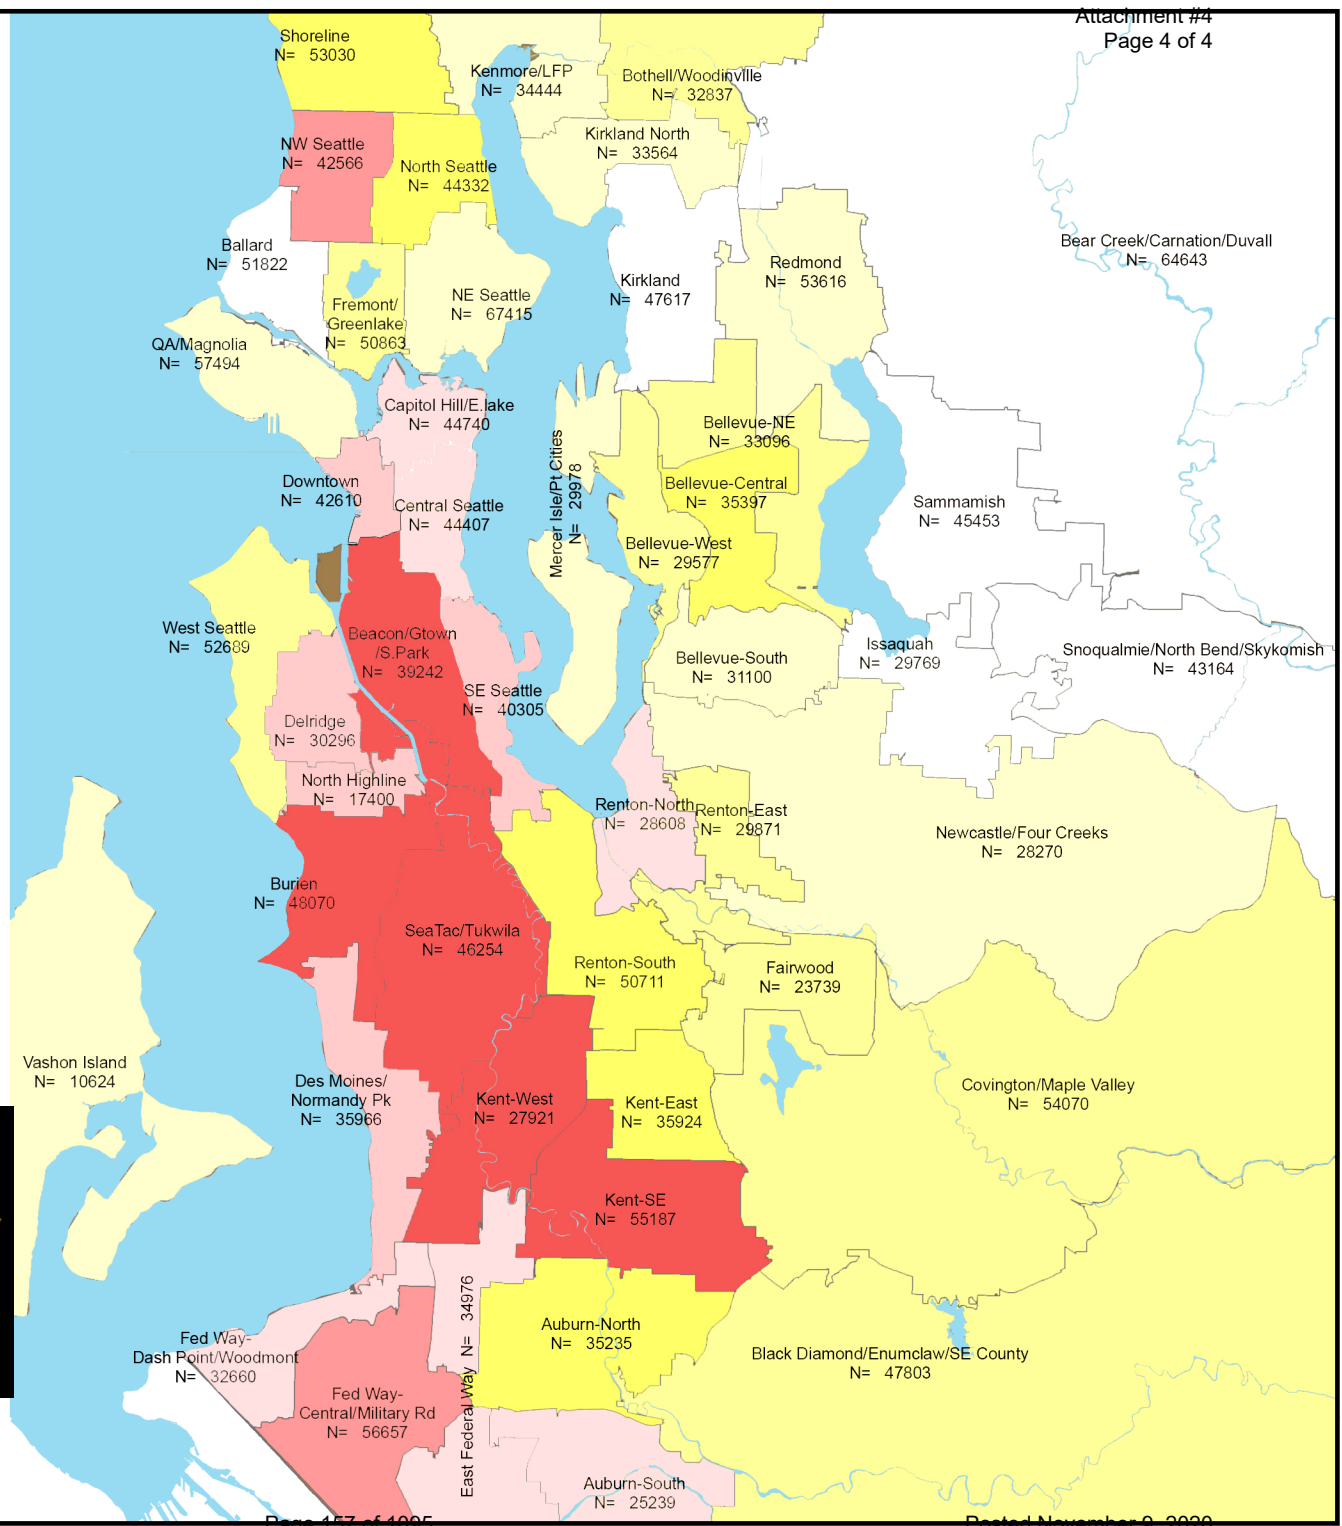 Attachment #4
Page 4 of 4
Shoreline
N= 53030
Kenmore/LFP
N= 34444
Bothell/Woodinville
N= 32837
NW Seattle
N= 42566
North Seattle
N= 44332
Kirkland North
N= 33564
Ballard
N= 51822
Fremont/
Greenlake
N= 50863
NE Seattle
N= 67415
Kirkland
N= 47617
Redmond
N= 53616
Bear Creek/Carnation/Duvall
N= 64643
QA/Magnolia
N= 57494
Capitol Hill/E.lake
N= 44740
Bellevue-NE
N= 33096
Downtown
N= 42610
Central Seattle
N= 44407
Mercer Isle/Pt Cities
N= 29978
Bellevue-Central
N= 35397
Sammamish
N= 45453
Bellevue-West
N= 29577
West Seattle
N= 52689
Beacon/Gtown
/S.Park
N= 39242
SE Seattle
N= 40305
Bellevue-South
N= 31100
Issaquah
N= 29769
Snoqualmie/North Bend/Skykomish
N= 43164
Delridge
N= 30296
North Highline
N= 17400
Renton-North
N= 28608
Renton-East
N= 29871
Newcastle/Four Creeks
N= 28270
Burien
N= 48070
SeaTac/Tukwila
N= 46254
Renton-South
N= 50711
Fairwood
N= 23739
Vashon Island
N= 10624
Des Moines/
Normandy Pk
N= 35966
Kent-West
N= 27921
Kent-East
N= 35924
Covington/Maple Valley
N= 54070
Kent-SE
N= 55187
Fed Way-
Dash Point/Woodmont
N= 32660
Fed Way-
Central/Military Rd
N= 56657
East Federal Way N= 34976
Auburn-North
N= 35235
Black Diamond/Enumclaw/SE County
N= 47803
Auburn-South
N= 25239
Page 157 of 1095
Posted November 9, 2020